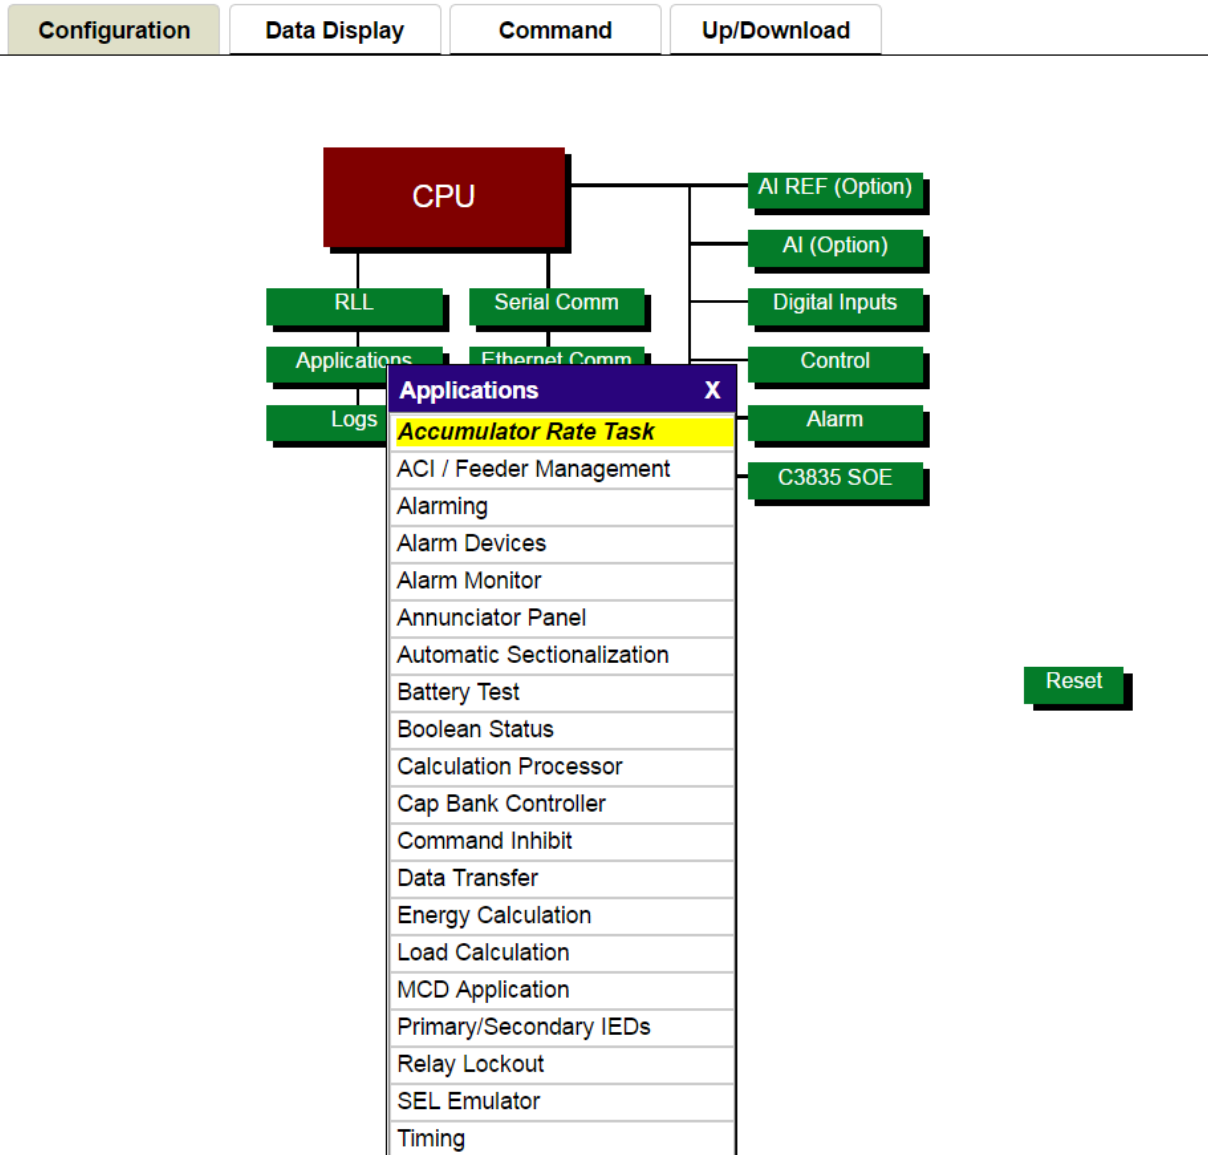 Configuration
Data Display
Command
Up/Download
CPU
AI REF (Option)
AI (Option)
RLL
Serial Comm
Digital Inputs
Applications
Ethernet Comm
Control
Logs
Alarm
C3835 SOE
Applications X
Accumulator Rate Task
ACI / Feeder Management
Alarming
Alarm Devices
Alarm Monitor
Annunciator Panel
Automatic Sectionalization
Battery Test
Boolean Status
Calculation Processor
Cap Bank Controller
Command Inhibit
Data Transfer
Energy Calculation
Load Calculation
MCD Application
Primary/Secondary IEDs
Relay Lockout
SEL Emulator
Timing
Reset